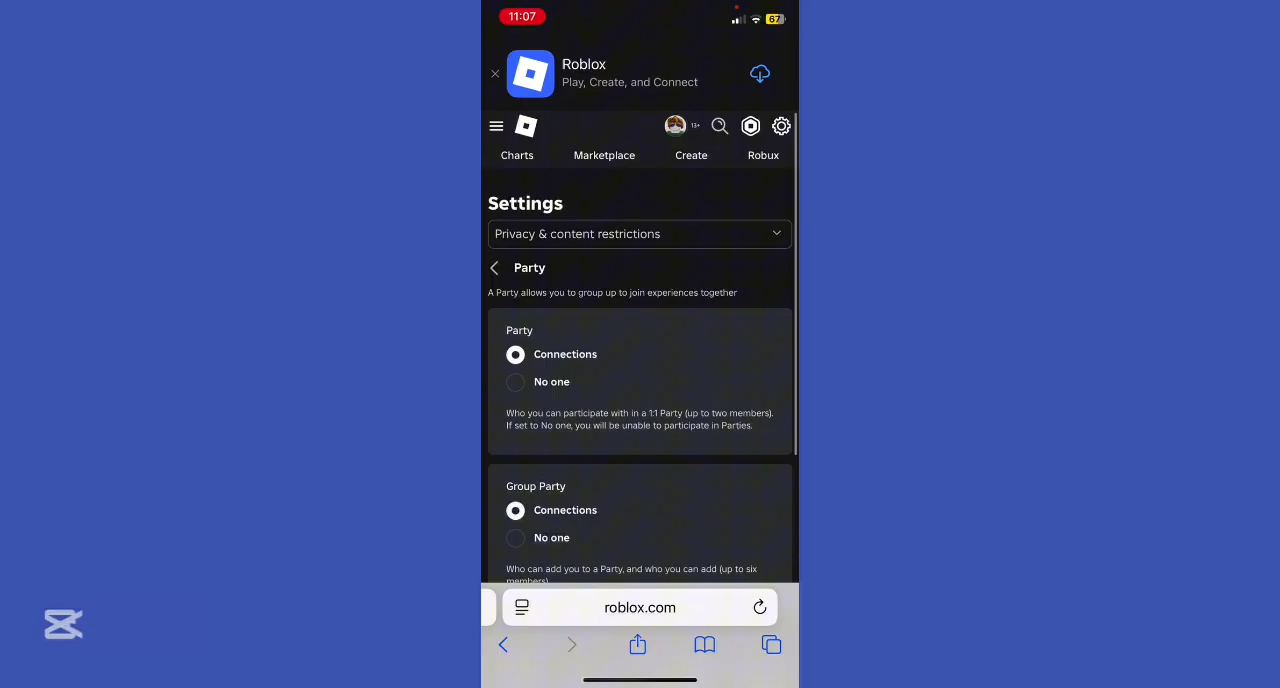 11:07
67
Roblox
Play, Create, and Connect
13+
Charts Marketplace Create Robux
Settings
Privacy & content restrictions
Party
A Party allows you to group up to join experiences together
Party
Connections
No one
Who you can participate with in a 1:1 Party (up to two members).
If set to No one, you will be unable to participate in Parties.
Group Party
Connections
No one
Who can add you to a Party, and who you can add (up to six
members)
roblox.com